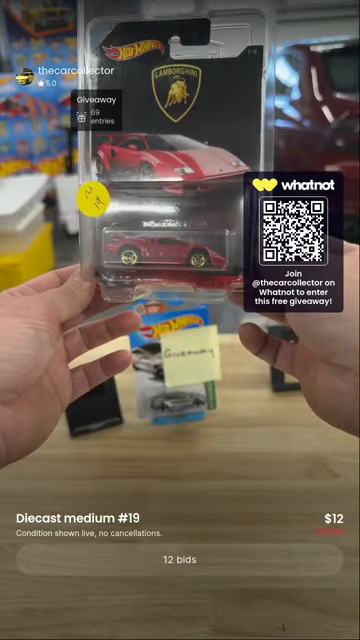 Hot Wheels
LAMBORGHINI
thecarcollector
★ 5.0
Giveaway
69
entries
19
whatnot
Join
@thecarcollector on
Whatnot to enter
this free giveaway!
Hot Wheels
Giveaway
Diecast medium #19
$12
Condition shown live, no cancellations.
12 bids